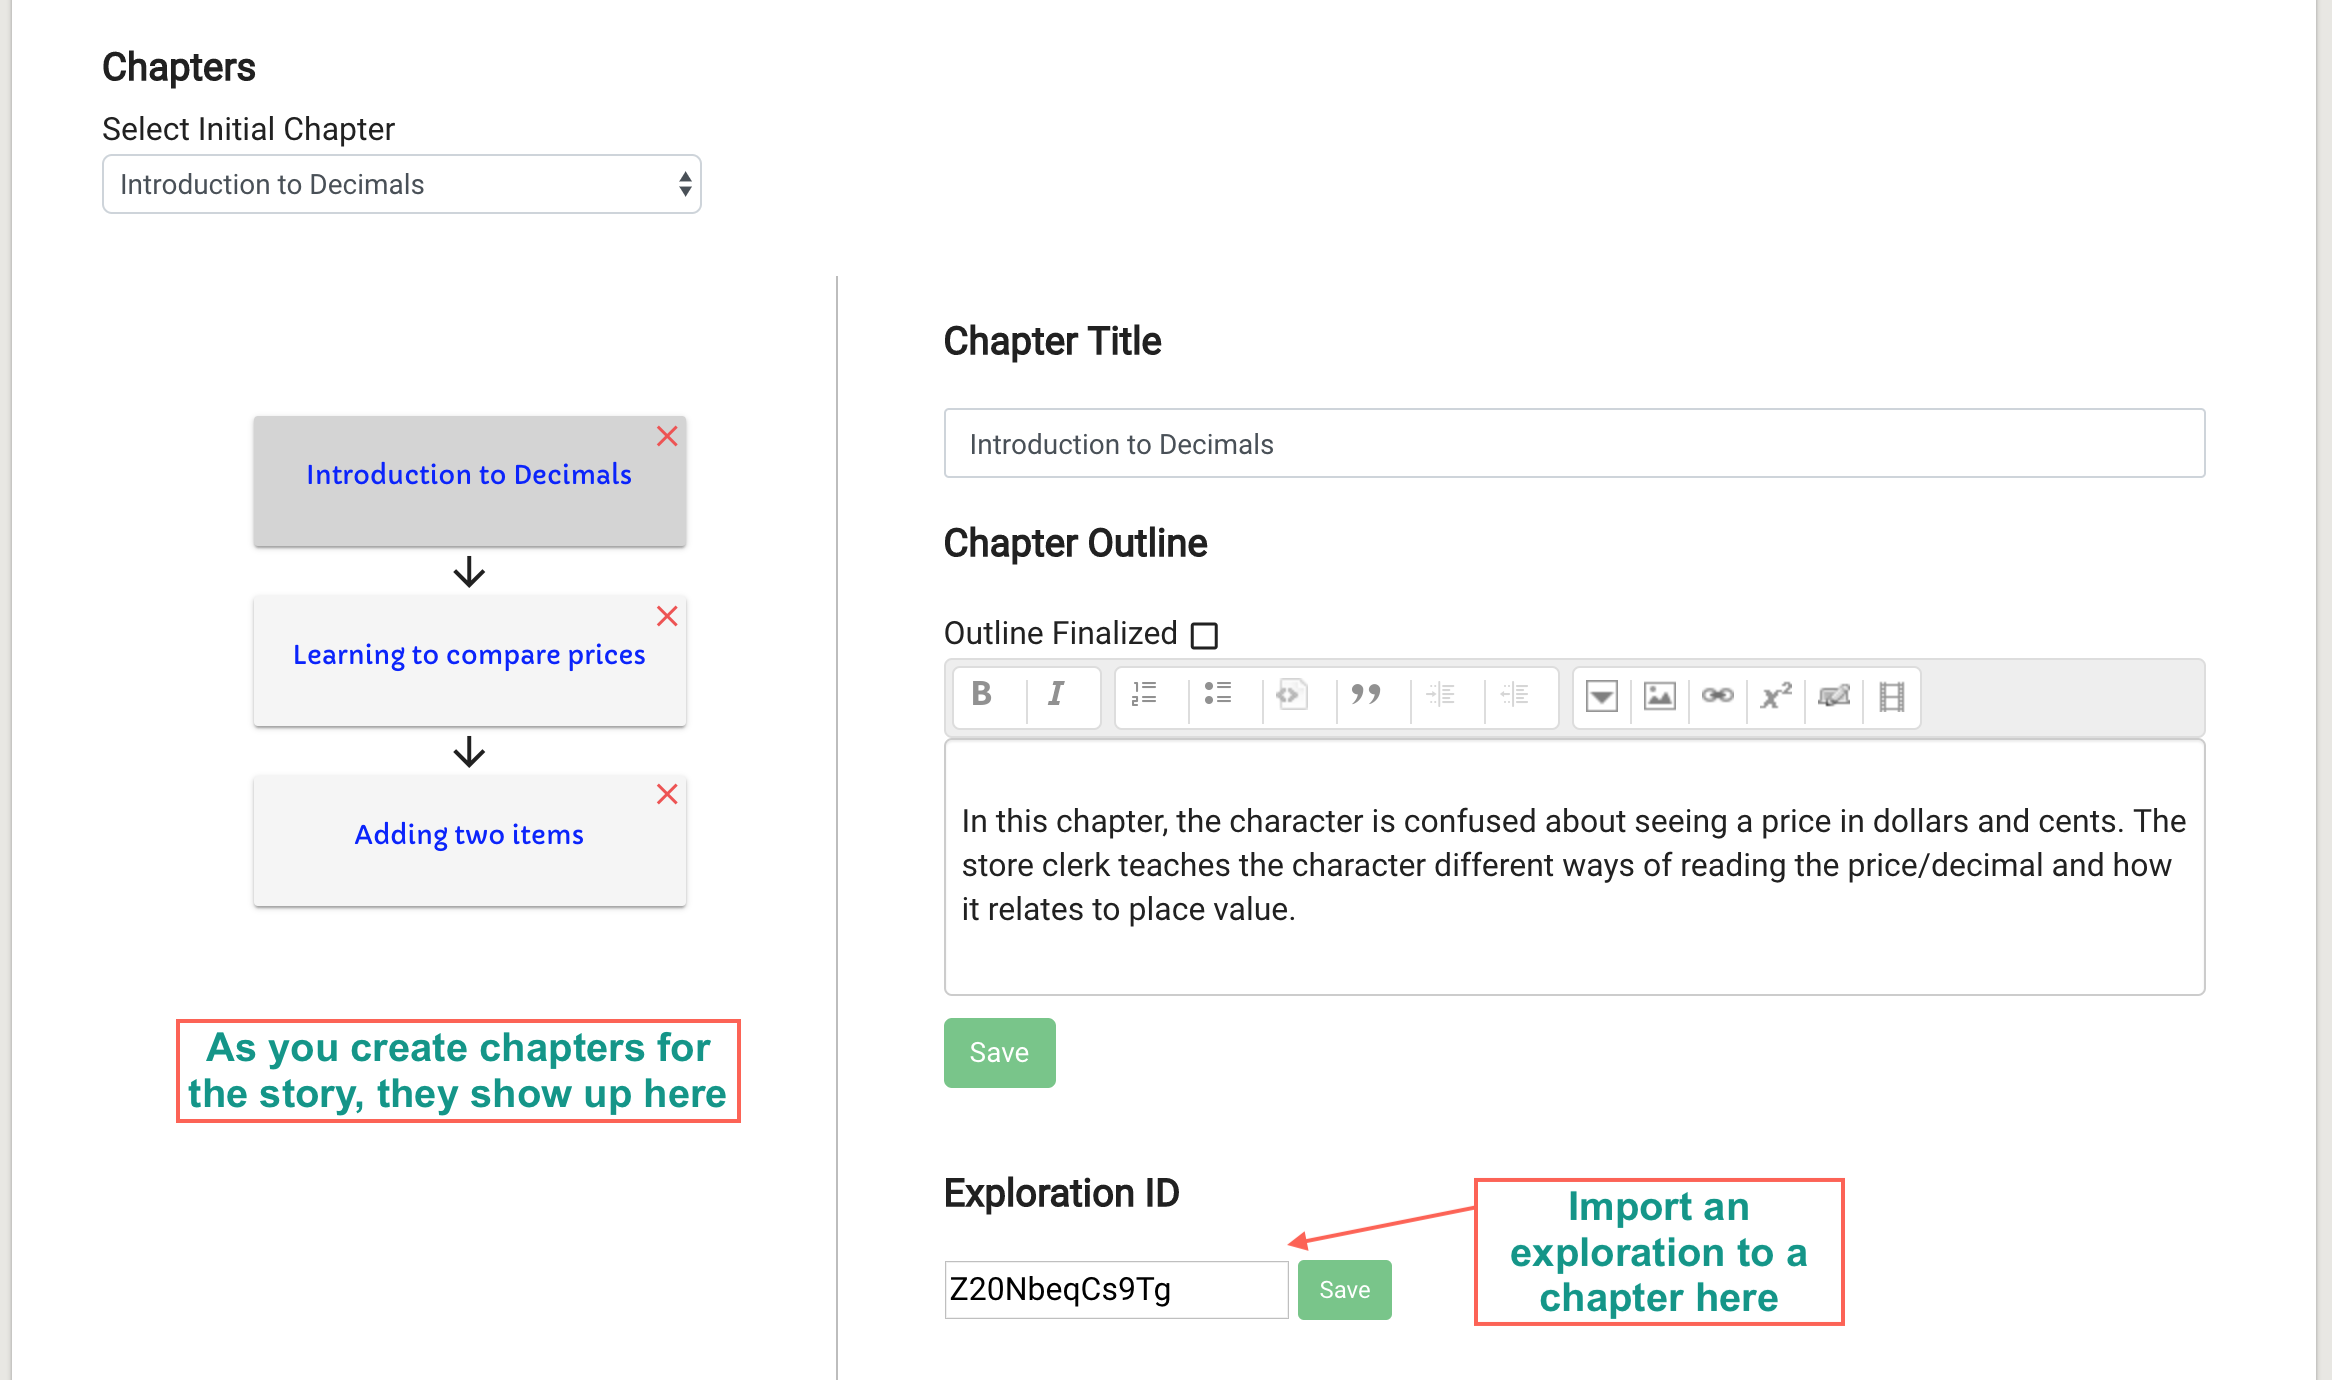 Chapters
Select Initial Chapter
Introduction to Decimals
Introduction to Decimals
Learning to compare prices
Adding two items
As you create chapters for
the story, they show up here
Chapter Title
Introduction to Decimals
Chapter Outline
Outline Finalized
B I
x²
In this chapter, the character is confused about seeing a price in dollars and cents. The
store clerk teaches the character different ways of reading the price/decimal and how
it relates to place value.
Save
Exploration ID
Z20NbeqCs9Tg
Save
Import an
exploration to a
chapter here